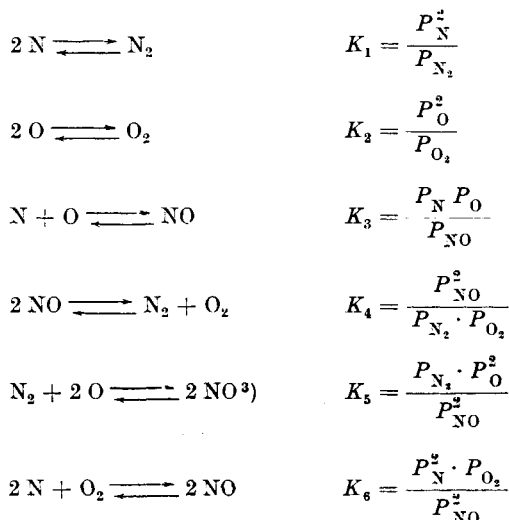 2 N ⇄ N₂ K₁ = P²_N / P_N₂
2 O ⇄ O₂ K₂ = P²_O / P_O₂
N + O ⇄ NO K₃ = P_N P_O / P_NO
2 NO ⇄ N₂ + O₂ K₄ = P²_NO / P_N₂ · P_O₂
N₂ + 2 O ⇄ 2 NO ³) K₅ = P_N₂ · P²_O / P²_NO
2 N + O₂ ⇄ 2 NO K₆ = P²_N · P_O₂ / P²_NO